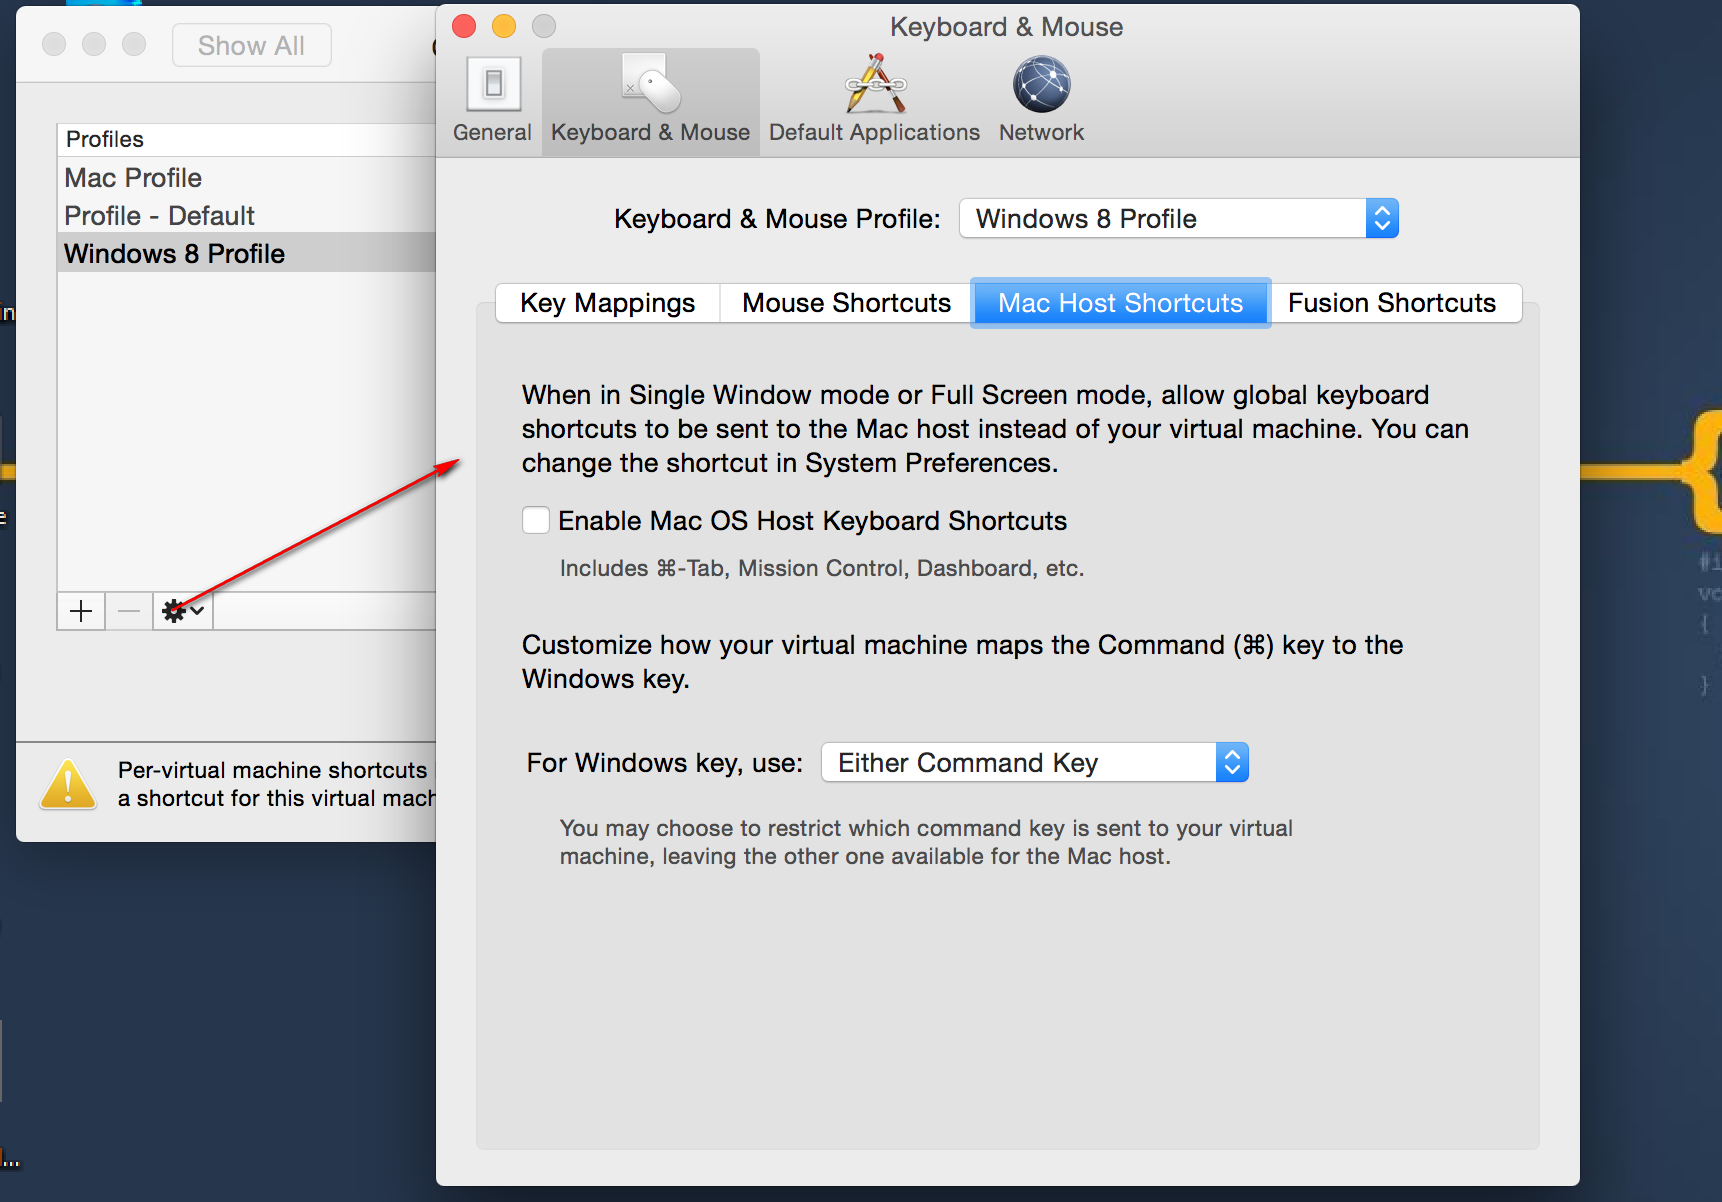 Show All
Profiles
Mac Profile
Profile - Default
Windows 8 Profile
Per-virtual machine shortcuts
a shortcut for this virtual mach
Keyboard & Mouse
General
Keyboard & Mouse
Default Applications
Network
Keyboard & Mouse Profile:
Windows 8 Profile
Key Mappings
Mouse Shortcuts
Mac Host Shortcuts
Fusion Shortcuts
When in Single Window mode or Full Screen mode, allow global keyboard
shortcuts to be sent to the Mac host instead of your virtual machine. You can
change the shortcut in System Preferences.
Enable Mac OS Host Keyboard Shortcuts
Includes ⌘-Tab, Mission Control, Dashboard, etc.
Customize how your virtual machine maps the Command (⌘) key to the
Windows key.
For Windows key, use:
Either Command Key
You may choose to restrict which command key is sent to your virtual
machine, leaving the other one available for the Mac host.
{
#i
vo
{
}